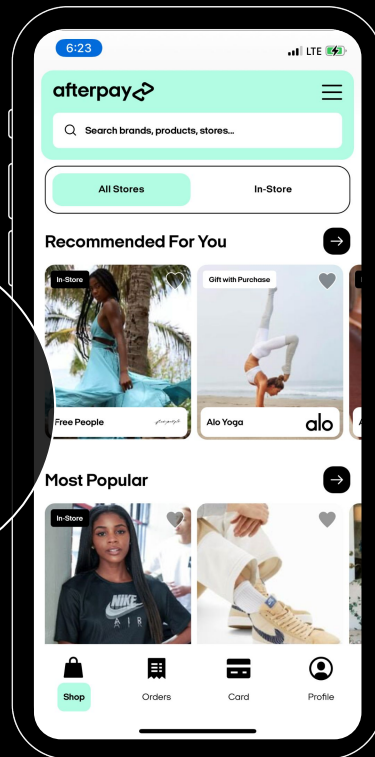 6:23
LTE
afterpay
Search brands, products, stores...
All Stores
In-Store
Recommended For You
In-Store
Gift with Purchase
Free People
Alo Yoga
alo
Most Popular
In-Store
NIKE
AIR
Shop
Orders
Card
Profile